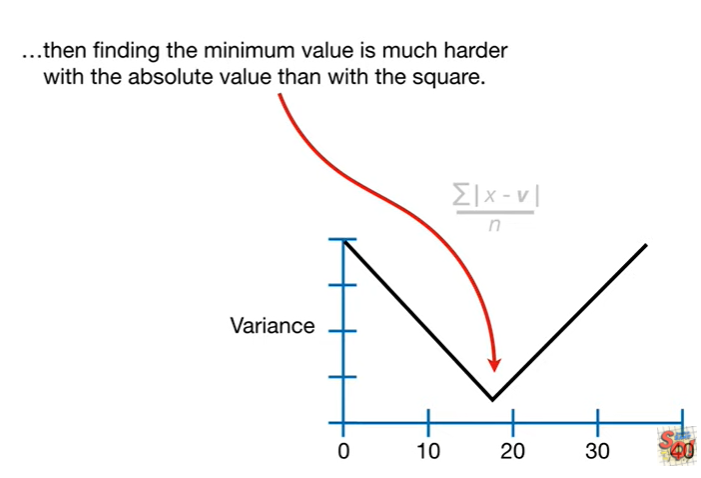 ...then finding the minimum value is much harder
with the absolute value than with the square.
∑|x - v|
n
Variance
0 10 20 30 40